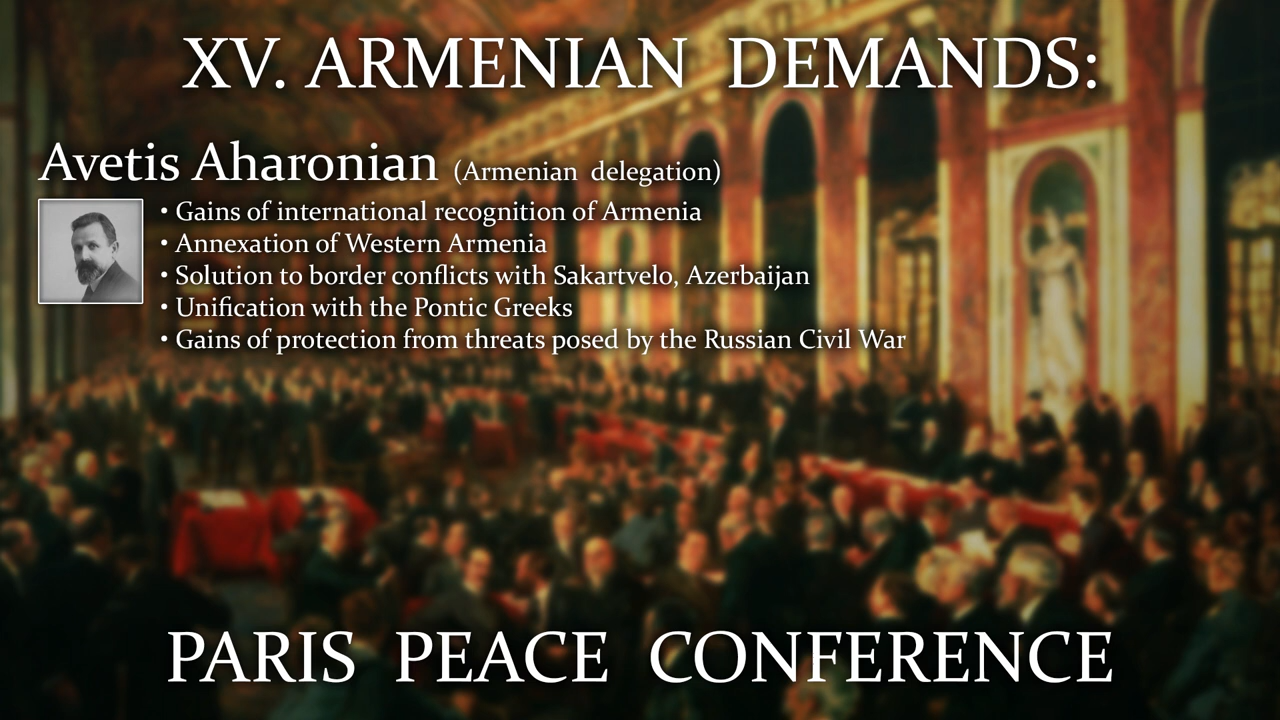 XV. ARMENIAN DEMANDS:
Avetis Aharonian (Armenian delegation)
• Gains of international recognition of Armenia
• Annexation of Western Armenia
• Solution to border conflicts with Sakartvelo, Azerbaijan
• Unification with the Pontic Greeks
• Gains of protection from threats posed by the Russian Civil War
PARIS PEACE CONFERENCE